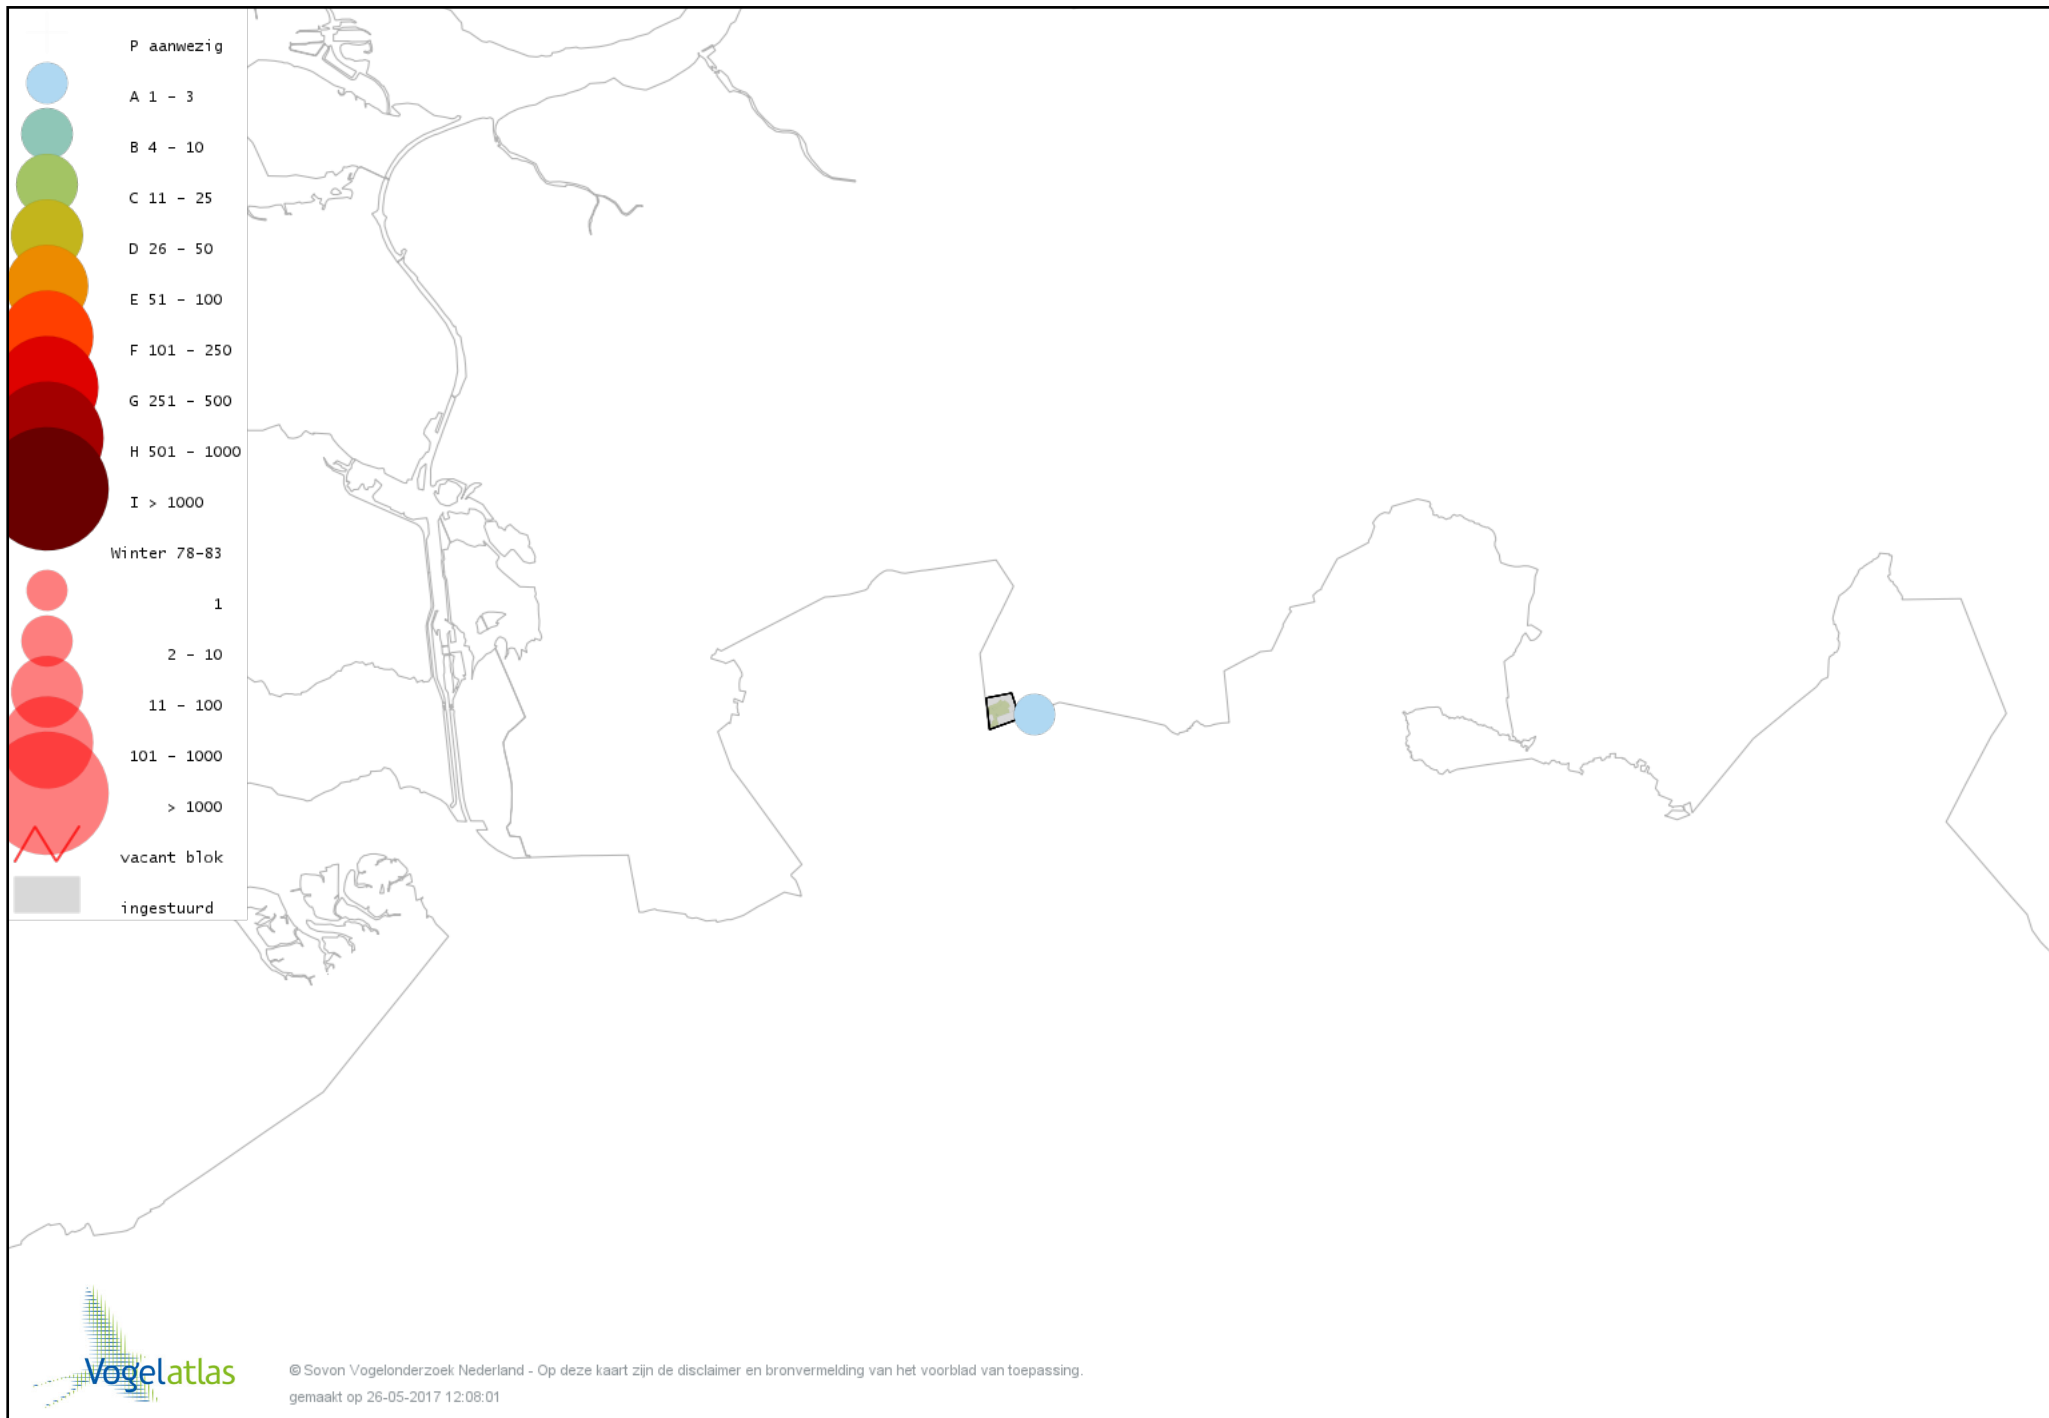 P aanwezig
A 1 - 3
B 4 - 10
C 11 - 25
D 26 - 50
E 51 - 100
F 101 - 250
G 251 - 500
H 501 - 1000
I > 1000
Winter 78-83
1
2 - 10
11 - 100
101 - 1000
> 1000
vacant blok
ingestuurd
Vogelatlas
© Sovon Vogelonderzoek Nederland - Op deze kaart zijn de disclaimer en bronvermelding van het voorblad van toepassing.
gemaakt op 26-05-2017 12:08:01